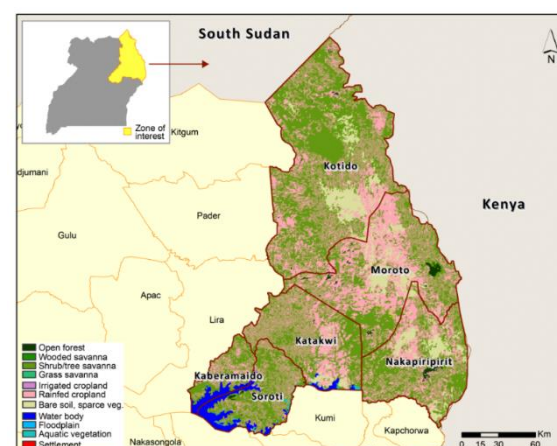 South Sudan
N
Zone of
interest
Kitgum
Kotido
djumani
Kenya
Pader
Gulu
Moroto
Apac
Lira
Katakwi
Nakapiripirit
Kaberamaido
Soroti
Kumi
Kapchorwa
Nakasongola
Open forest
Wooded savanna
Shrub/tree savanna
Grass savanna
Irrigated cropland
Rainfed cropland
Bare soil, sparce veg.
Water body
Floodplain
Aquatic vegetation
Settlement
Km
0 15 30 60